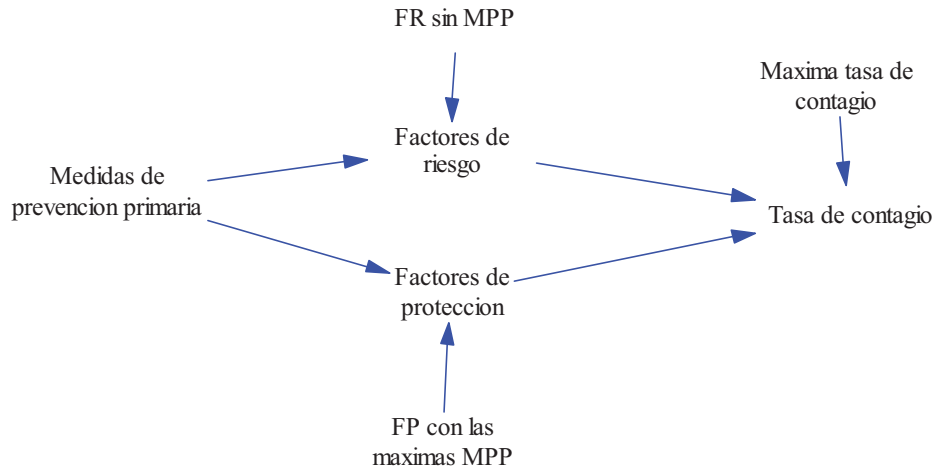 FR sin MPP
Maxima tasa de
contagio
Factores de
riesgo
Medidas de
prevencion primaria
Tasa de contagio
Factores de
proteccion
FP con las
maximas MPP